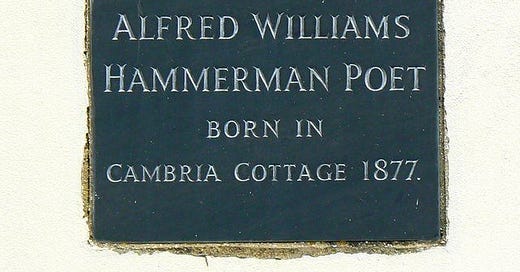 ALFRED WILLIAMS
HAMMERMAN POET
BORN IN
CAMBRIA COTTAGE 1877.